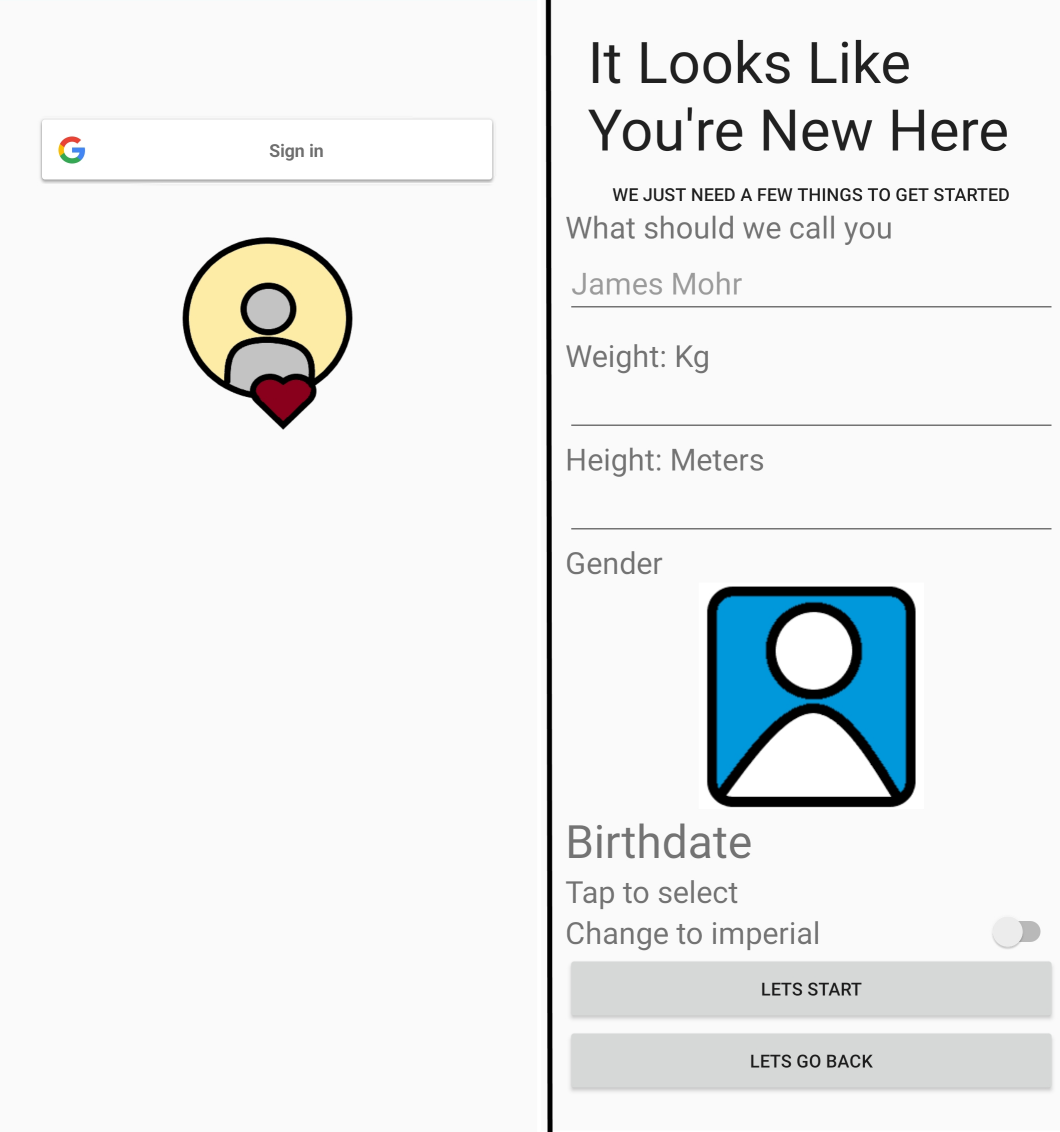 Sign in
It Looks Like
You're New Here
WE JUST NEED A FEW THINGS TO GET STARTED
What should we call you
James Mohr
Weight: Kg
Height: Meters
Gender
Birthdate
Tap to select
Change to imperial
LETS START
LETS GO BACK